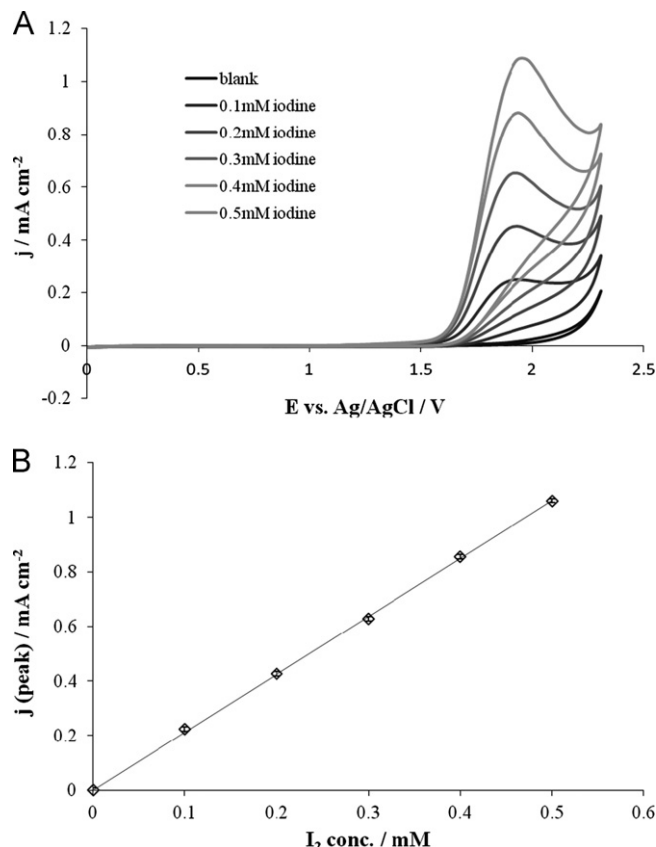 A
1.2
1
0.8
0.6
0.4
0.2
0
-0.2
j / mA cm-2
blank
0.1mM iodine
0.2mM iodine
0.3mM iodine
0.4mM iodine
0.5mM iodine
0 0.5 1 1.5 2 2.5
E vs. Ag/AgCl / V
B
1.2
1
0.8
0.6
0.4
0.2
0
j (peak) / mA cm-2
0 0.1 0.2 0.3 0.4 0.5 0.6
I2 conc. / mM